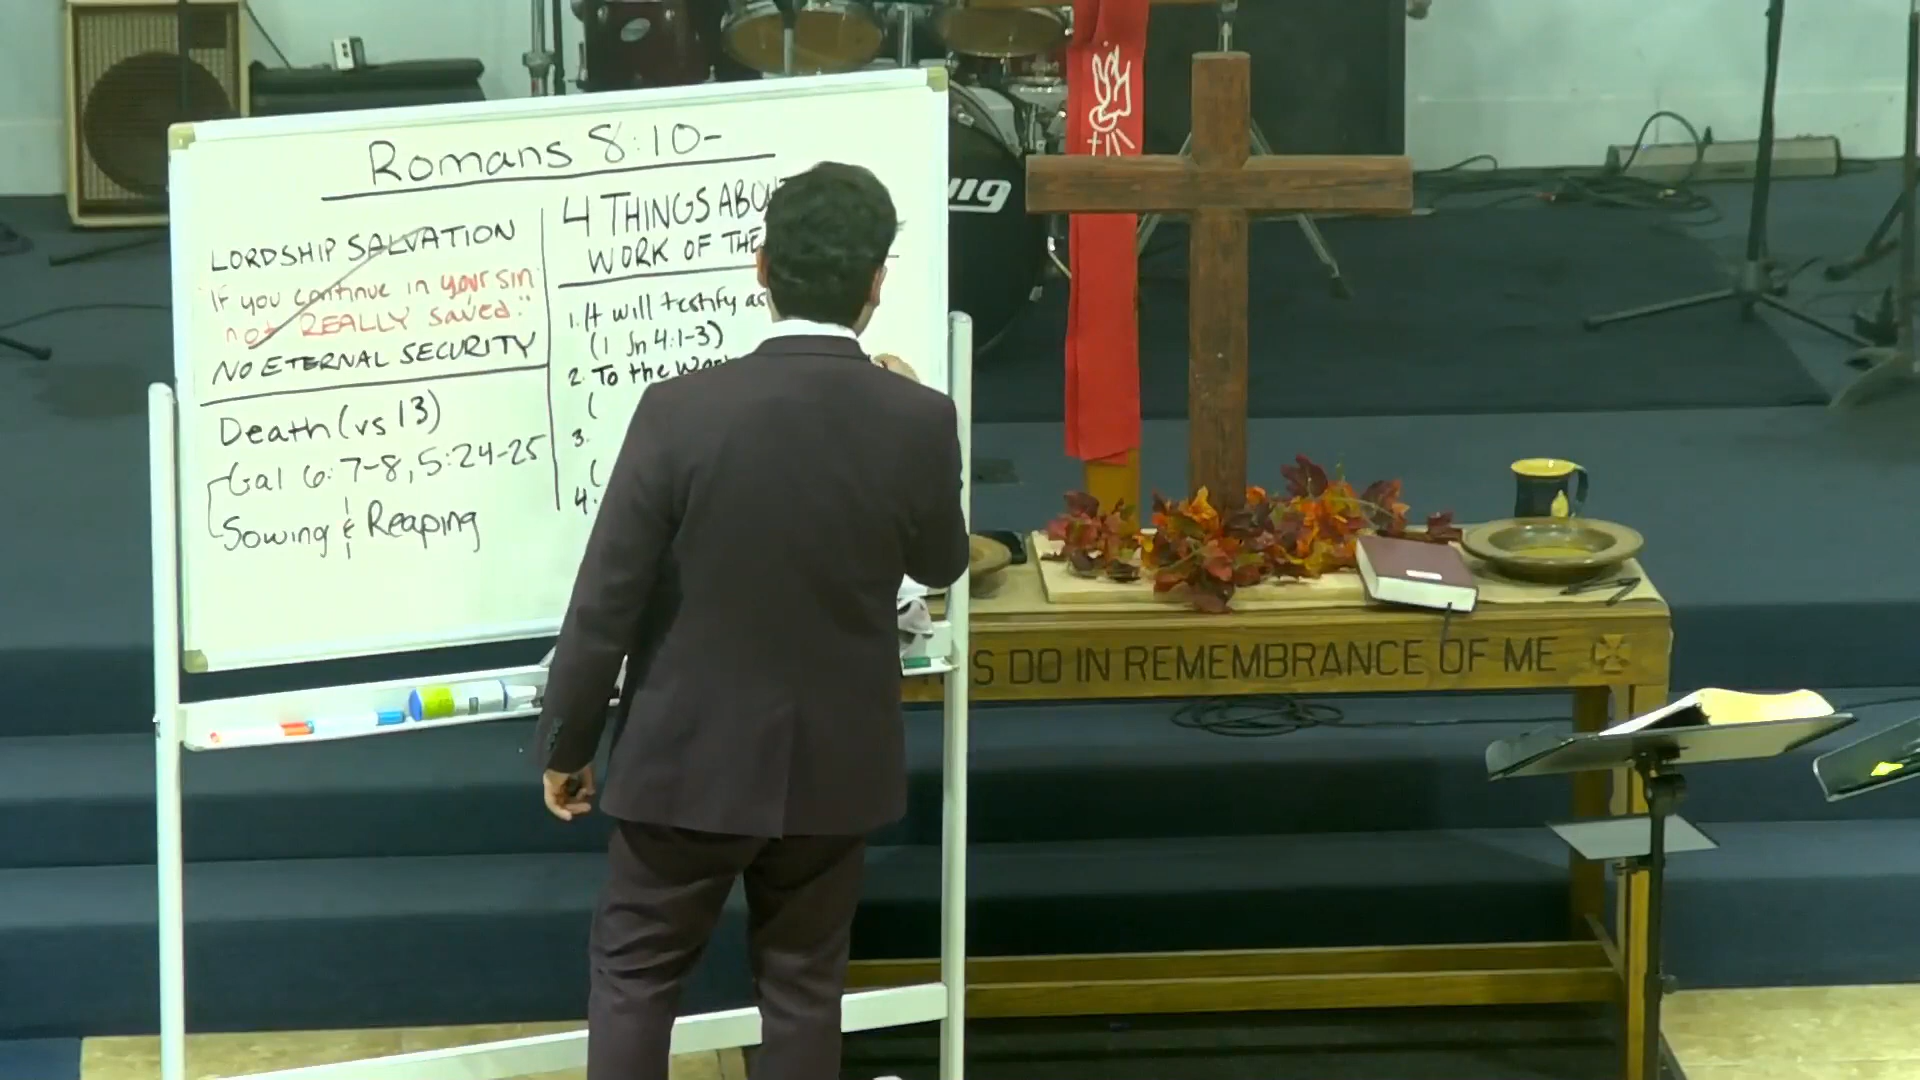 Romans 8:10-
LORDSHIP SALVATION
"If you continue in your sin
not REALLY saved."
NO ETERNAL SECURITY
Death (vs 13)
Gal 6:7-8, 5:24-25
Sowing & Reaping
4 THINGS
WORK OF THE
1. It will testify
(1 Jn 4:1-3)
2. To the
(
3.
(
4.
DO IN REMEMBRANCE OF ME